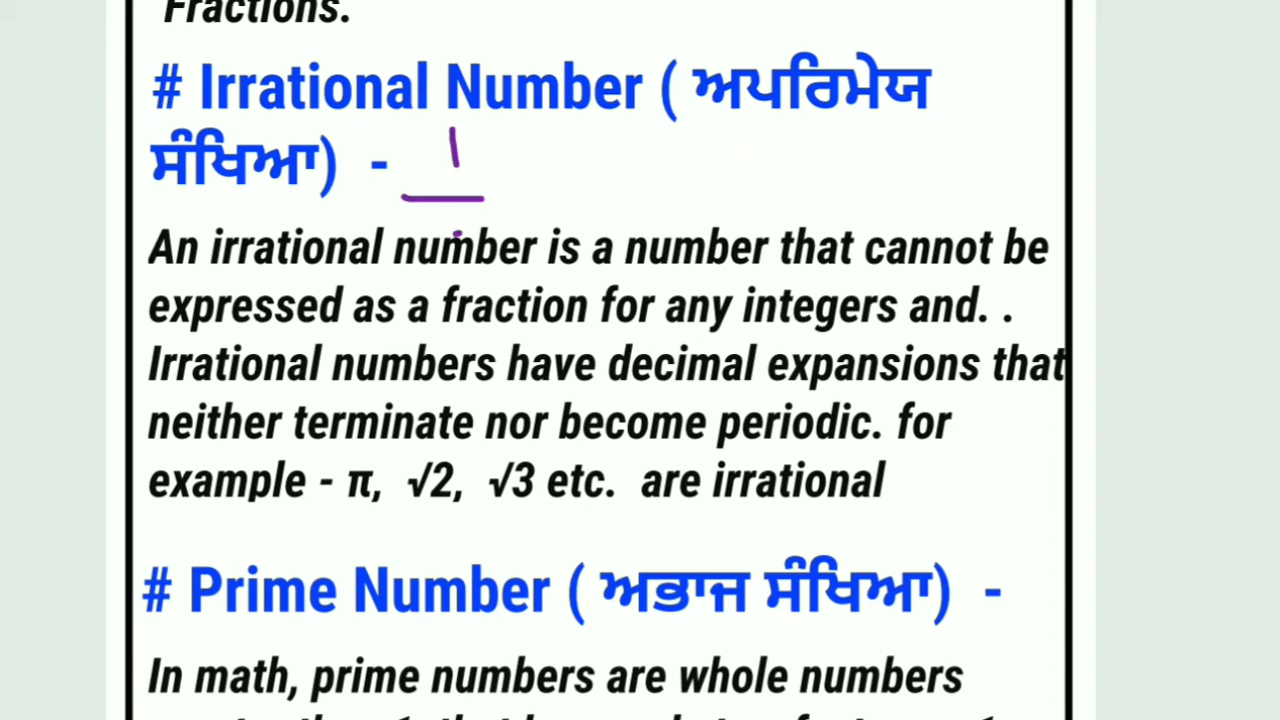 Fractions.
# Irrational Number ( ਅਪਰਿਮੇਯ
ਸੰਖਿਆ) - 1
An irrational number is a number that cannot be
expressed as a fraction for any integers and. .
Irrational numbers have decimal expansions that
neither terminate nor become periodic. for
example - π, √2, √3 etc. are irrational
# Prime Number ( ਅਭਾਜ ਸੰਖਿਆ) -
In math, prime numbers are whole numbers